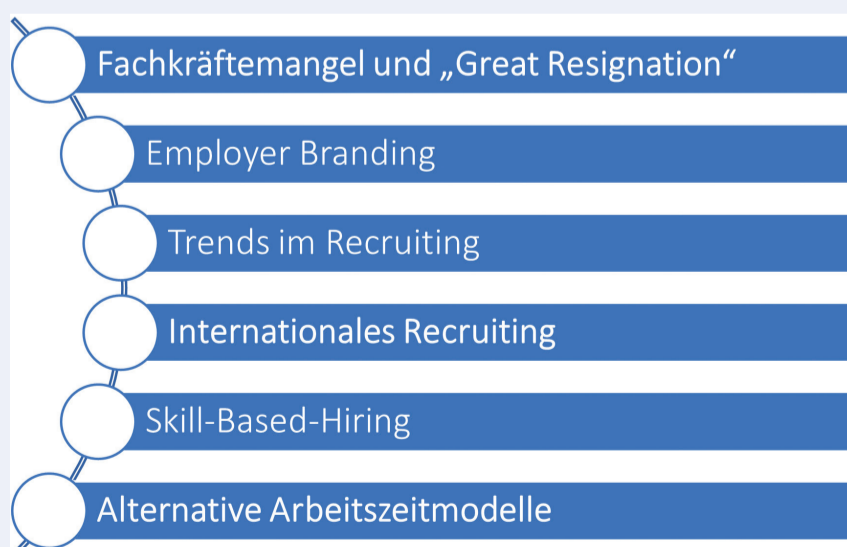 Fachkräftemangel und „Great Resignation“
Employer Branding
Trends im Recruiting
Internationales Recruiting
Skill-Based-Hiring
Alternative Arbeitszeitmodelle